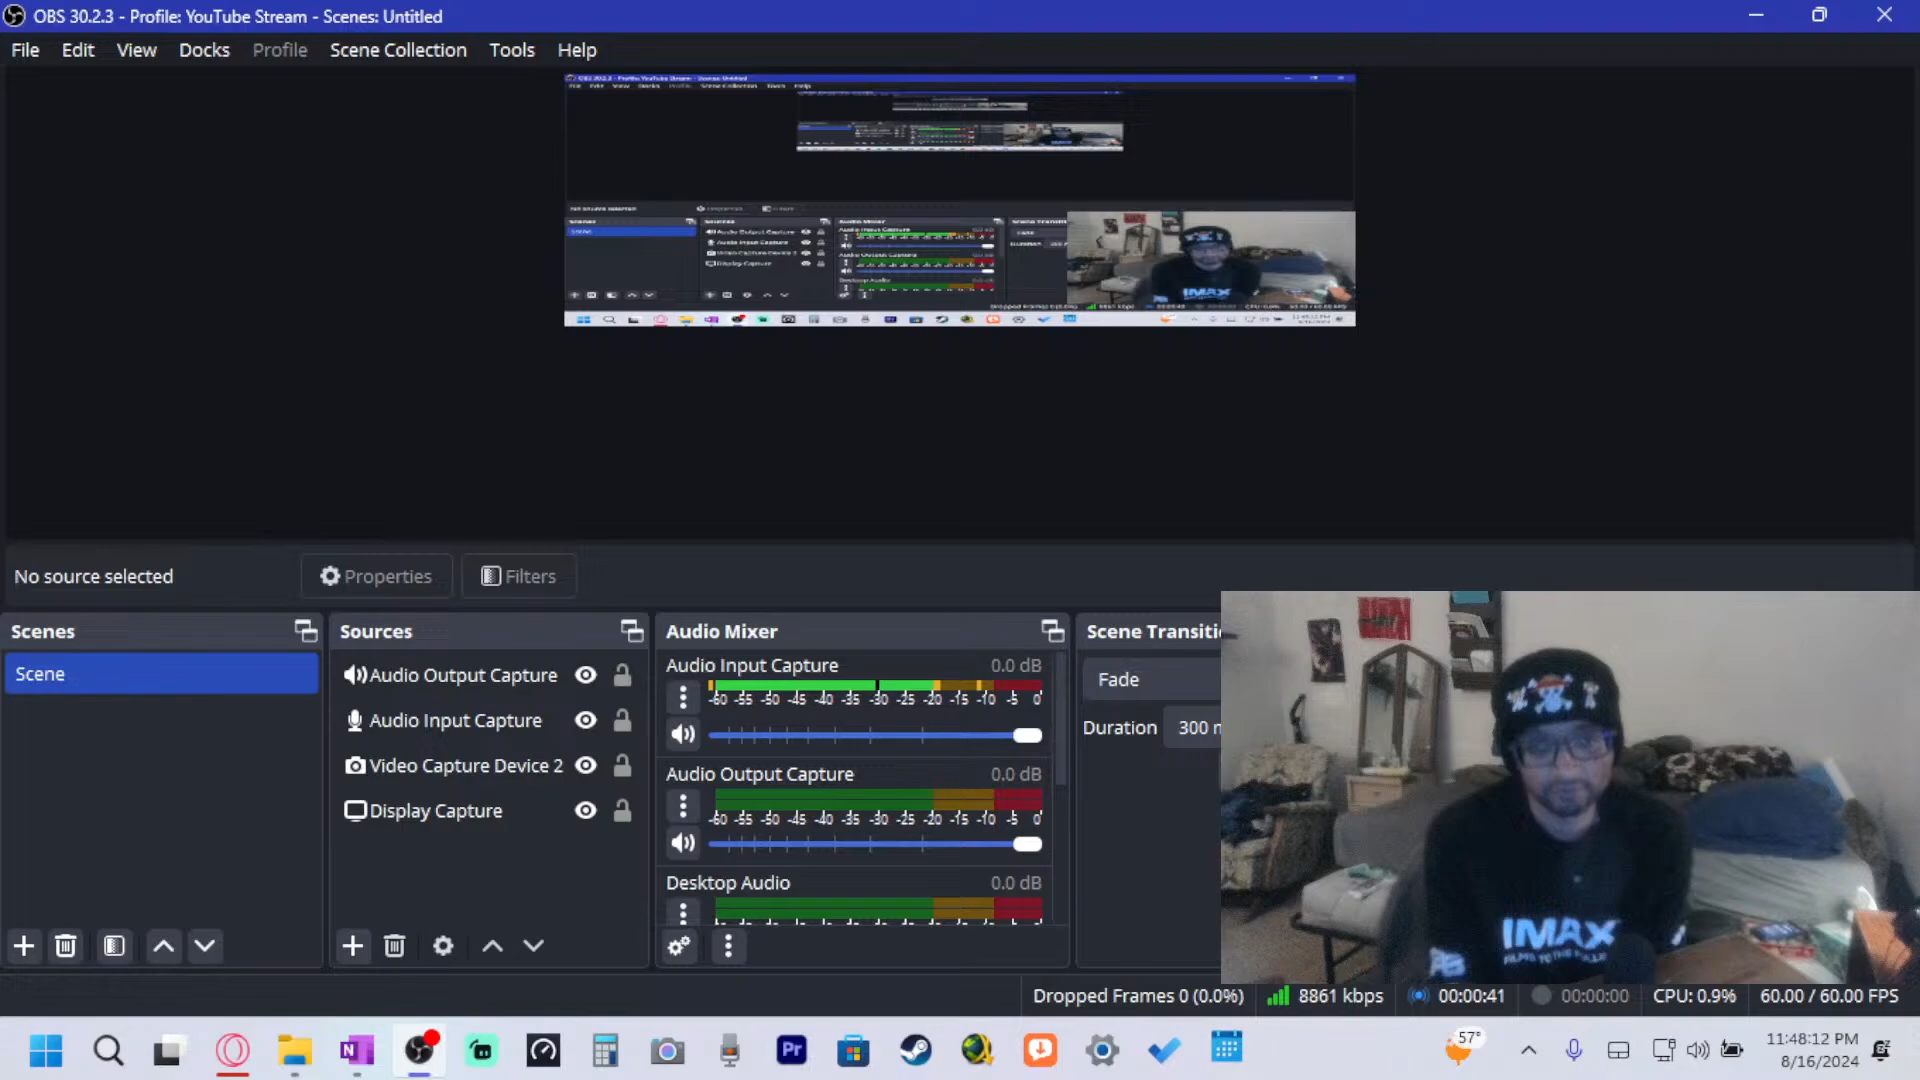 OBS 30.2.3 - Profile: YouTube Stream - Scenes: Untitled
File Edit View Docks Profile Scene Collection Tools Help
No source selected
Properties
Filters
Scenes
Scene
Sources
Audio Output Capture
Audio Input Capture
Video Capture Device 2
Display Capture
Audio Mixer
Audio Input Capture 0.0 dB
-60 -55 -50 -45 -40 -35 -30 -25 -20 -15 -10 -5 0
Audio Output Capture 0.0 dB
-60 -55 -50 -45 -40 -35 -30 -25 -20 -15 -10 -5 0
Desktop Audio 0.0 dB
Scene Transiti
Fade
Duration 300 m
IMAX
FILMS TO THE FULLE
Dropped Frames 0 (0.0%) 8861 kbps 00:00:41 00:00:00 CPU: 0.9% 60.00 / 60.00 FPS
N
Pr
57°
11:48:12 PM
8/16/2024